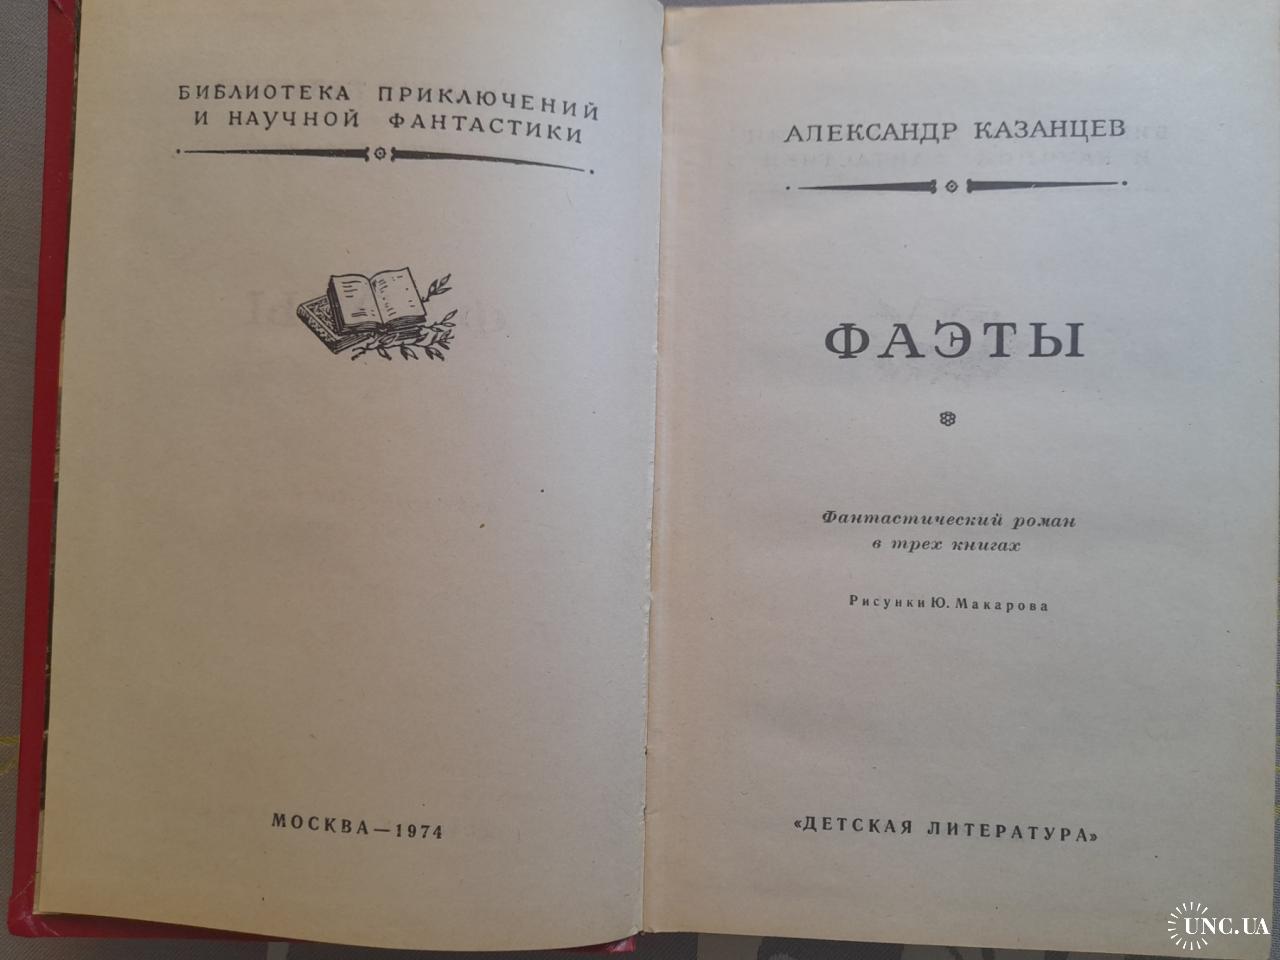 БИБЛИОТЕКА ПРИКЛЮЧЕНИЙ
И НАУЧНОЙ ФАНТАСТИКИ
МОСКВА—1974
АЛЕКСАНДР КАЗАНЦЕВ
ФАЭТЫ
Фантастический роман
в трех книгах
Рисунки Ю. Макарова
«ДЕТСКАЯ ЛИТЕРАТУРА»
UNC.UA